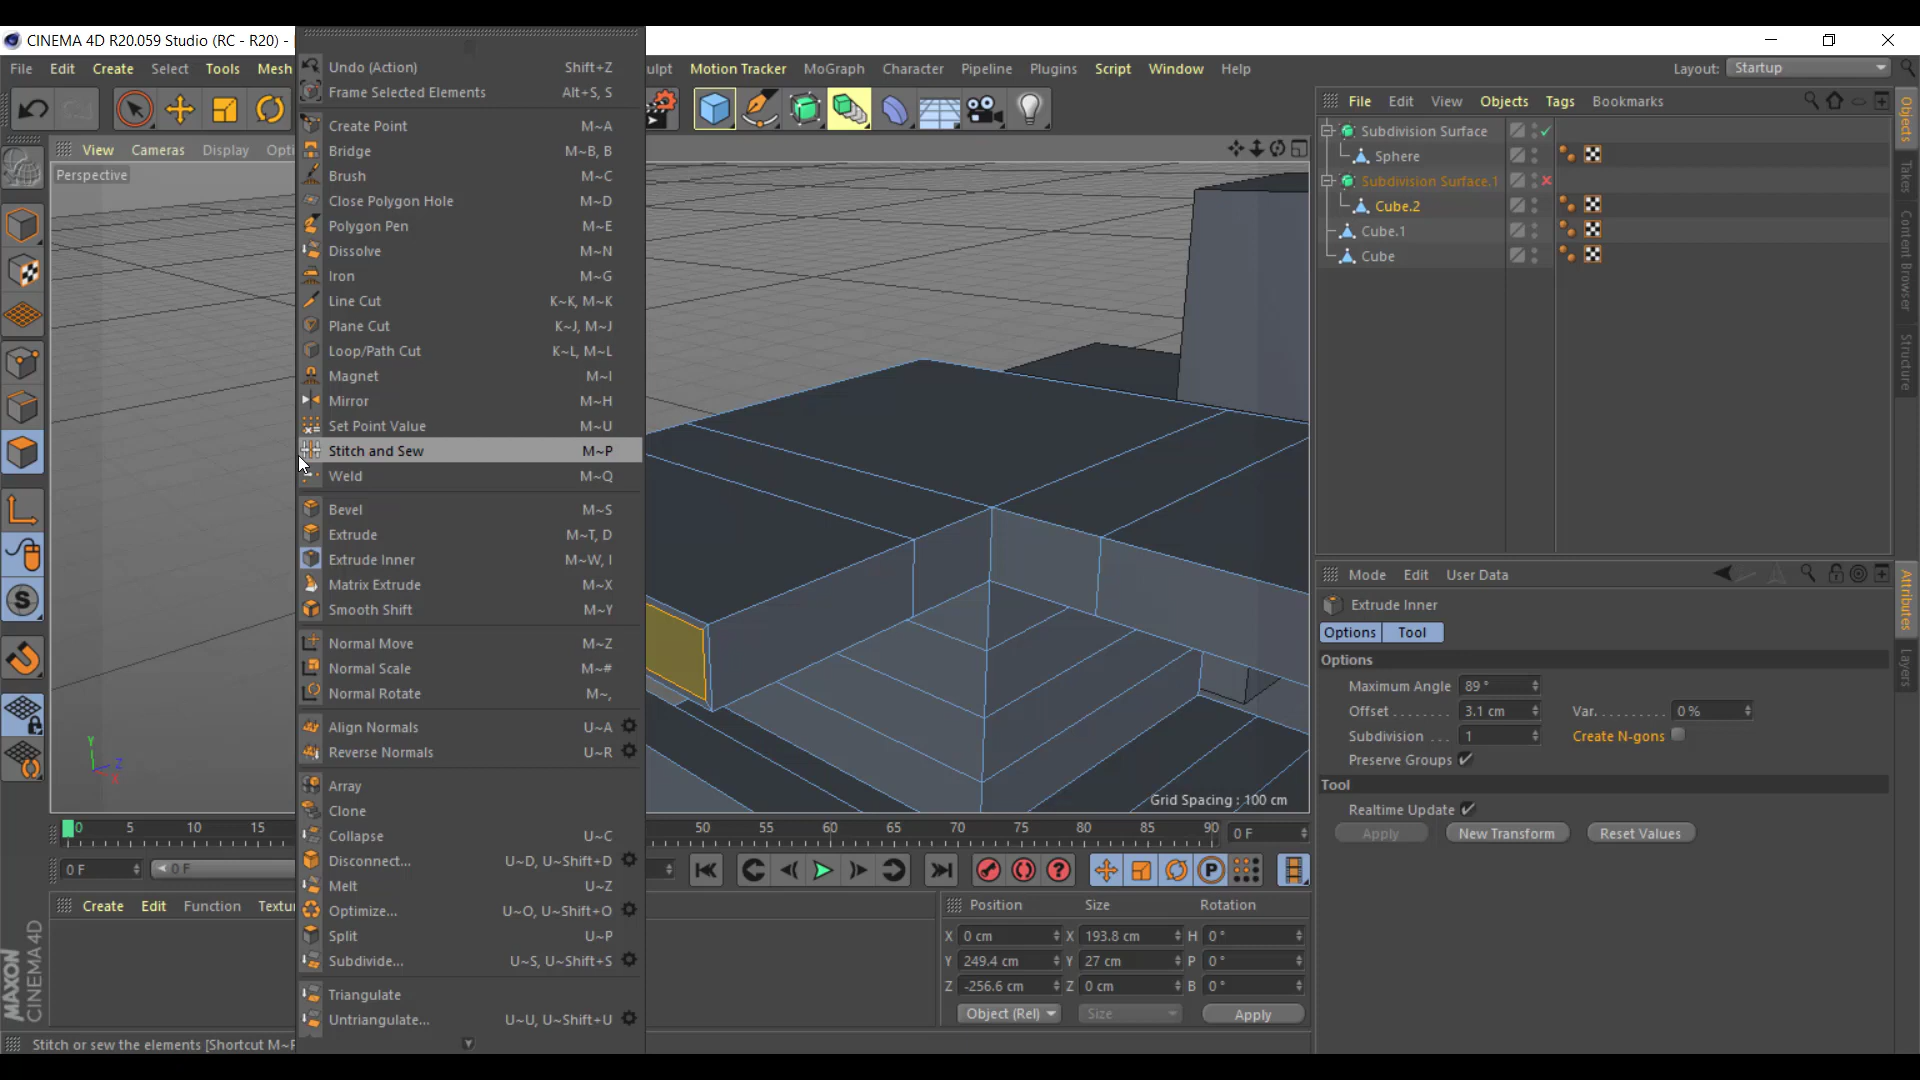 CINEMA 4D R20.059 Studio (RC - R20) -
File Edit Create Select Tools Mesh
ulpt Motion Tracker MoGraph Character Pipeline Plugins Script Window Help
Layout: Startup
View Cameras Display Opti
Perspective
Undo (Action) Shift+Z
Frame Selected Elements Alt+S, S
Create Point M~A
Bridge M~B, B
Brush M~C
Close Polygon Hole M~D
Polygon Pen M~E
Dissolve M~N
Iron M~G
Line Cut K~K, M~K
Plane Cut K~J, M~J
Loop/Path Cut K~L, M~L
Magnet M~I
Mirror M~H
Set Point Value M~U
Stitch and Sew M~P
Weld M~Q
Bevel M~S
Extrude M~T, D
Extrude Inner M~W, I
Matrix Extrude M~X
Smooth Shift M~Y
Normal Move M~Z
Normal Scale M~#
Normal Rotate M~,
Align Normals U~A
Reverse Normals U~R
Array
Clone
Collapse U~C
Disconnect... U~D, U~Shift+D
Melt U~Z
Optimize... U~O, U~Shift+O
Split U~P
Subdivide... U~S, U~Shift+S
Triangulate
Untriangulate... U~U, U~Shift+U
Y
Z
X
Grid Spacing : 100 cm
0 5 10 15
50 55 60 65 70 75 80 85 90 0 F
0 F 0 F
P
Create Edit Function Textu
Position Size Rotation
X 0 cm X 193.8 cm H 0 °
Y 249.4 cm Y 27 cm P 0 °
Z -256.6 cm Z 0 cm B 0 °
Object (Rel) Size Apply
MAXON
CINEMA 4D
Stitch or sew the elements [Shortcut M~P
File Edit View Objects Tags Bookmarks
Subdivision Surface
Sphere
Subdivision Surface.1
Cube.2
Cube.1
Cube
Objects
Takes
Content Browser
Structure
Mode Edit User Data
Extrude Inner
Options Tool
Options
Maximum Angle 89 °
Offset . . . . . . . . 3.1 cm Var. . . . . . . . . . 0 %
Subdivision . . . 1 Create N-gons
Preserve Groups
Tool
Realtime Update
Apply New Transform Reset Values
Attributes
Layers